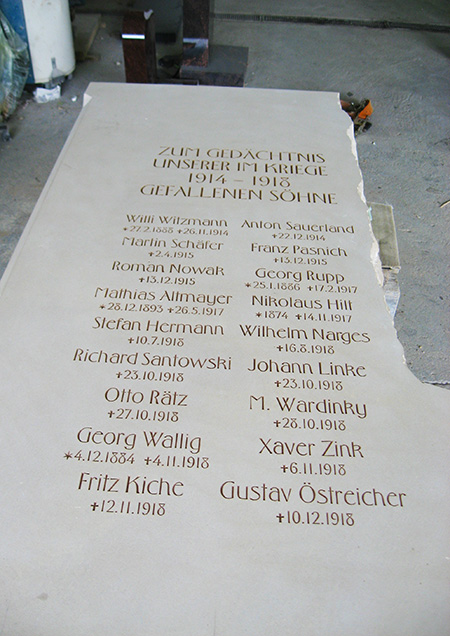 ZUM GEDÄCHTNIS
UNSERER IM KRIEGE
1914 – 1918
GEFALLENEN SÖHNE
Willi Witzmann
*27.2.1888 +26.11.1914
Anton Sauerland
+22.12.1914
Martin Schäfer
+2.4.1915
Franz Pasnich
+13.12.1915
Roman Nowak
+13.12.1915
Georg Rupp
*25.1.1886 +17.2.1917
Mathias Altmayer
*28.12.1893 +26.5.1917
Nikolaus Hilt
*1874 +14.11.1917
Stefan Hermann
+10.7.1918
Wilhelm Narges
+16.8.1918
Richard Santowski
+23.10.1918
Johann Linke
+23.10.1918
Otto Rätz
+27.10.1918
M. Wardinky
+28.10.1918
Georg Wallig
*4.12.1884 +4.11.1918
Xaver Zink
+6.11.1918
Fritz Kiche
+12.11.1918
Gustav Östreicher
+10.12.1918